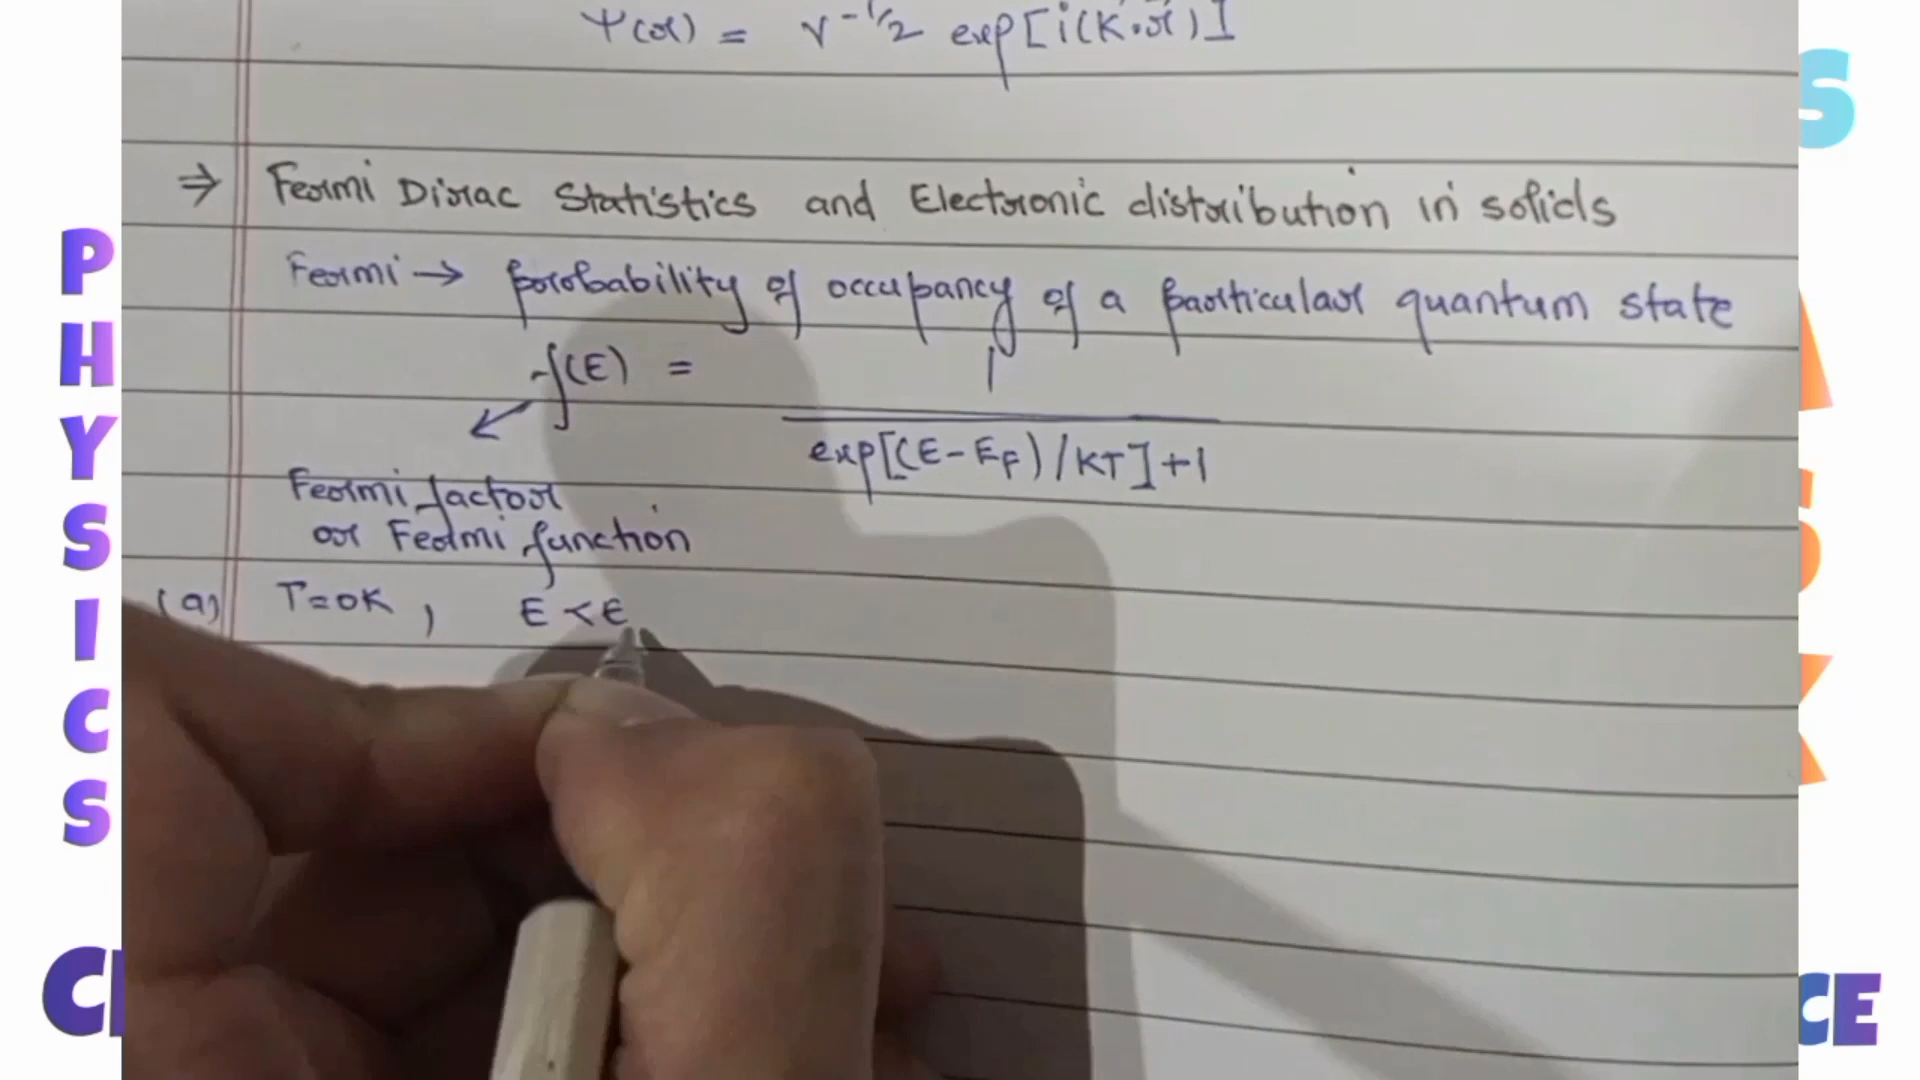 ψ(r) = V^-1/2 exp[i(K.r)]
⇒ Fermi Dirac Statistics and Electronic distribution in solids
Fermi → probability of occupancy of a particular quantum state
f(E) = 1
exp[(E-EF)/KT]+1
Fermi factor
or Fermi function
(a) T=0K, E<E
PHYSICS
S
CE